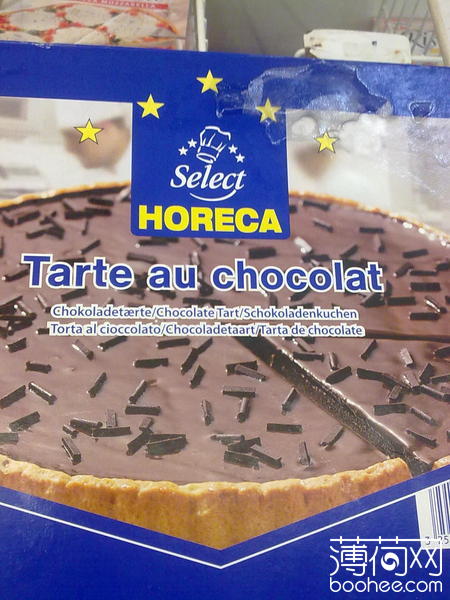 MOZZARELLA
Select
HORECA
Tarte au chocolat
Chokoladetærte/Chocolate Tart/Schokoladenkuchen
Torta al cioccolato/Chocoladetaart/Tarta de chocolate
薄荷网
boohee.com